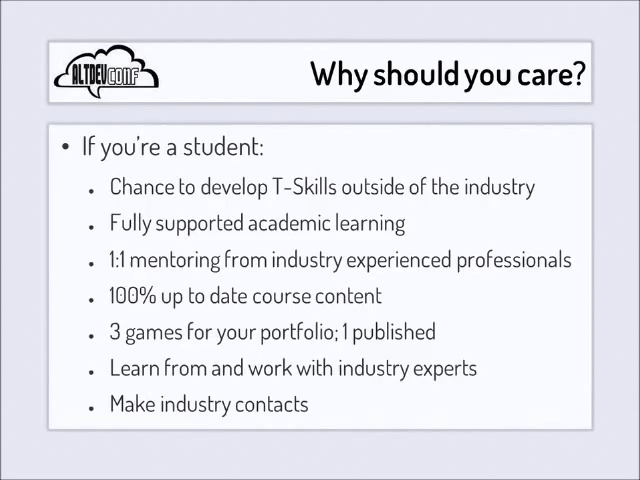 ALTDEVCONF
Why should you care?
• If you're a student:
• Chance to develop T-Skills outside of the industry
• Fully supported academic learning
• 1:1 mentoring from industry experienced professionals
• 100% up to date course content
• 3 games for your portfolio; 1 published
• Learn from and work with industry experts
• Make industry contacts